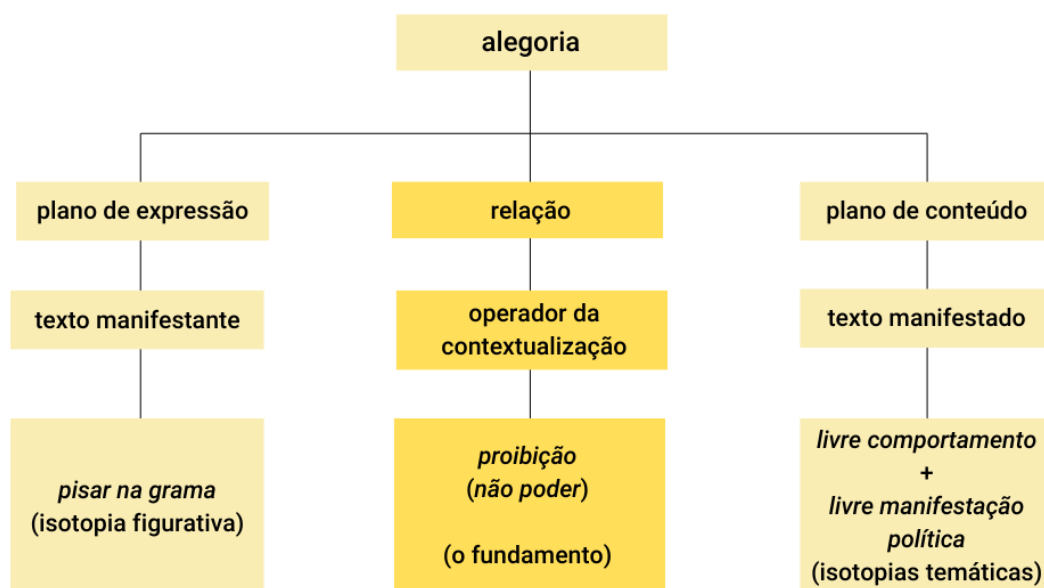 alegoria
plano de expressão
relação
plano de conteúdo
texto manifestante
operador da
contextualização
texto manifestado
pisar na grama
(isotopia figurativa)
proibição
(não poder)
(o fundamento)
livre comportamento
+
livre manifestação
política
(isotopias temáticas)